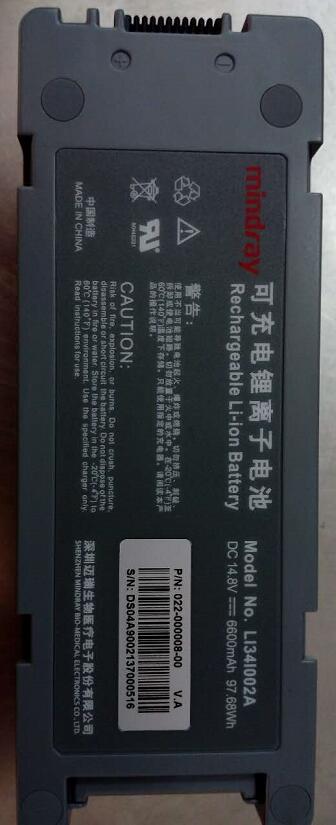 mindray
可充电锂离子电池
Rechargeable Li-ion Battery
Model No. LI34I002A
DC 14.8V 6600mAh 97.68Wh
警告:
CAUTION:
Risk of fire, explosion, or burns. Do not crush, puncture,
disassemble or short circuit the battery. Do not dispose of the
battery in fire or water. Store the battery in the -20℃(-4℉) to
60℃(140℉) environment. Use the specified charger only.
Read instructions for use.
P/N: 022-000008-00 V.A
S/N: DS04A9002137000516
中国制造
MADE IN CHINA
深圳迈瑞生物医疗电子股份有限公司
SHENZHEN MINDRAY BIO-MEDICAL ELECTRONICS CO., LTD.